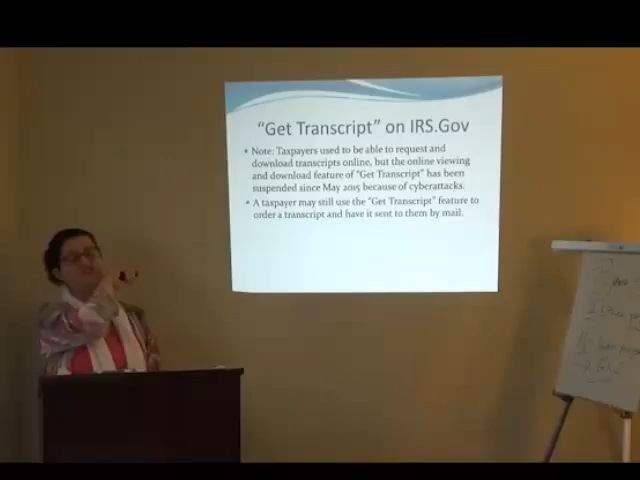 "Get Transcript" on IRS.Gov
• Note: Taxpayers used to be able to request and
download transcripts online, but the online viewing
and download feature of "Get Transcript" has been
suspended since May 2015 because of cyberattacks.
• A taxpayer may still use the "Get Transcript" feature to
order a transcript and have it sent to them by mail.